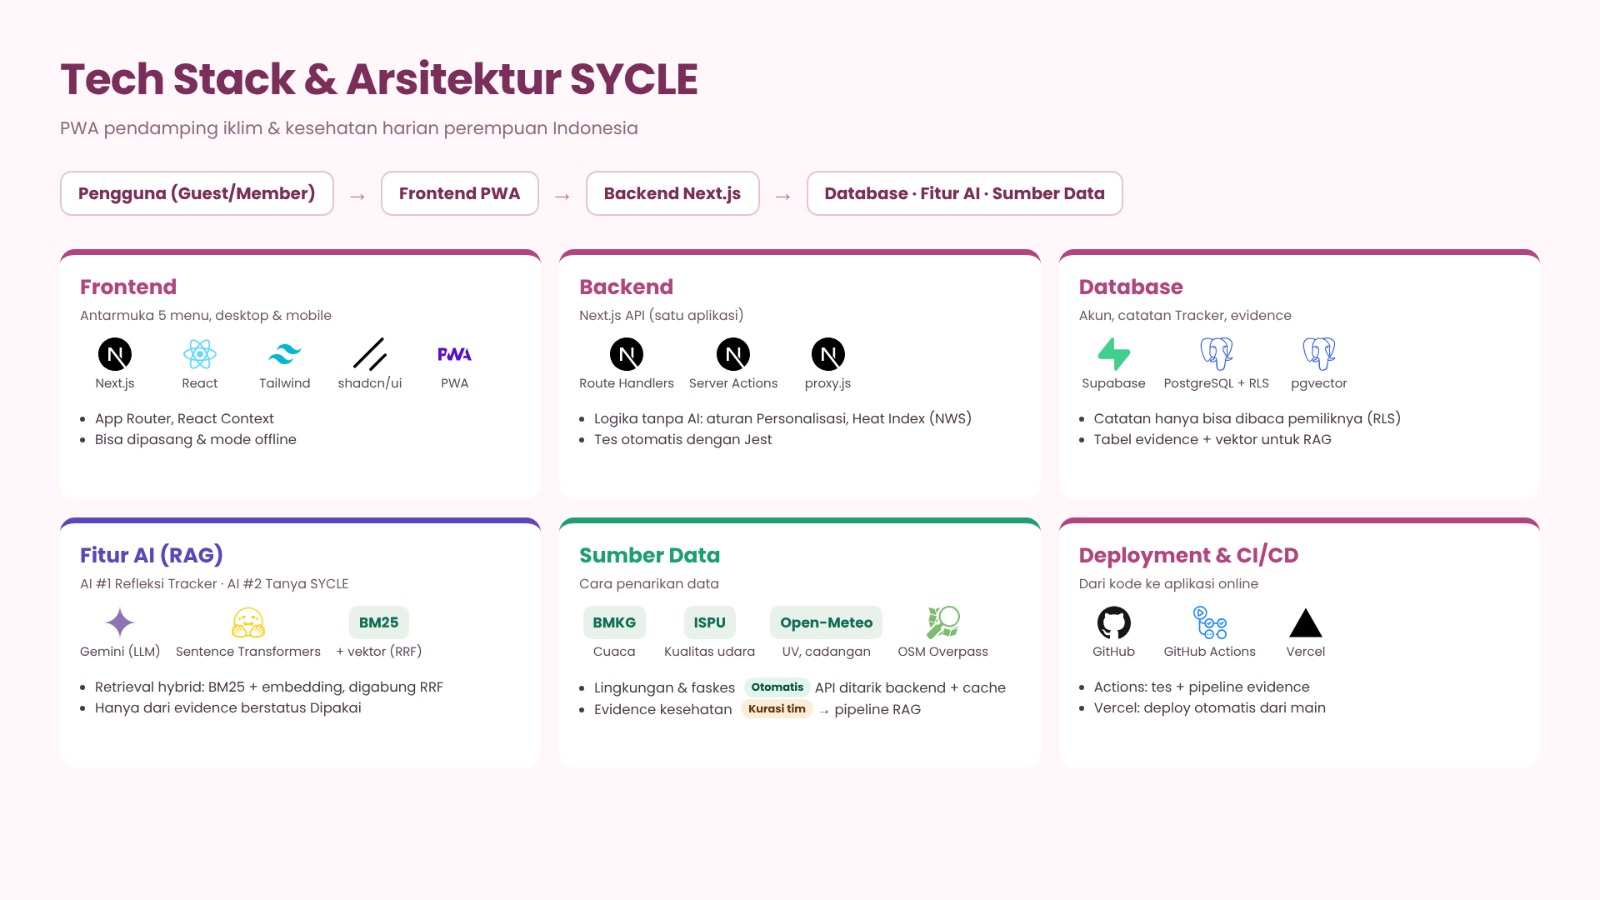 Tech Stack & Arsitektur SYCLE
PWA pendamping iklim & kesehatan harian perempuan Indonesia
Pengguna (Guest/Member) → Frontend PWA → Backend Next.js → Database · Fitur AI · Sumber Data
Frontend
Antarmuka 5 menu, desktop & mobile
N
PWA
Next.js React Tailwind shadcn/ui PWA
• App Router, React Context
• Bisa dipasang & mode offline
Backend
Next.js API (satu aplikasi)
N N N
Route Handlers Server Actions proxy.js
• Logika tanpa AI: aturan Personalisasi, Heat Index (NWS)
• Tes otomatis dengan Jest
Database
Akun, catatan Tracker, evidence
Supabase PostgreSQL + RLS pgvector
• Catatan hanya bisa dibaca pemiliknya (RLS)
• Tabel evidence + vektor untuk RAG
Fitur AI (RAG)
AI #1 Refleksi Tracker · AI #2 Tanya SYCLE
BM25
Gemini (LLM) Sentence Transformers + vektor (RRF)
• Retrieval hybrid: BM25 + embedding, digabung RRF
• Hanya dari evidence berstatus Dipakai
Sumber Data
Cara penarikan data
BMKG ISPU Open-Meteo
Cuaca Kualitas udara UV, cadangan OSM Overpass
• Lingkungan & faskes Otomatis API ditarik backend + cache
• Evidence kesehatan Kurasi tim → pipeline RAG
Deployment & CI/CD
Dari kode ke aplikasi online
GitHub GitHub Actions Vercel
• Actions: tes + pipeline evidence
• Vercel: deploy otomatis dari main